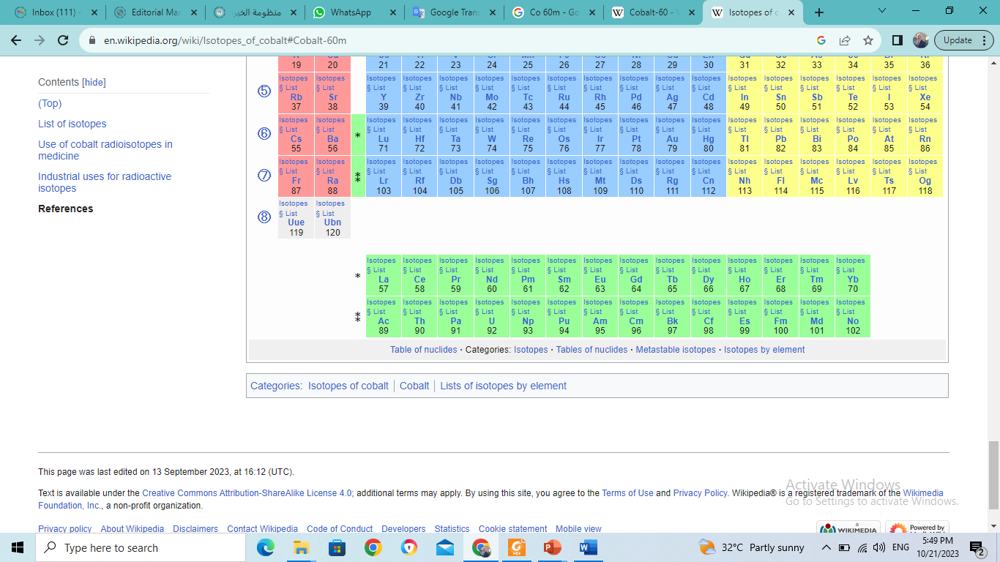 Inbox (111) -
Editorial Mar
منظومة الخير
WhatsApp
Google Trans
Co 60m - Go
Cobalt-60 -
Isotopes of c
en.wikipedia.org/wiki/Isotopes_of_cobalt#Cobalt-60m
Update
Contents [hide]
(Top)
List of isotopes
Use of cobalt radioisotopes in
medicine
Industrial uses for radioactive
isotopes
References
19 20 21 22 23 24 25 26 27 28 29 30 31 32 33 34 35 36
Isotopes Isotopes Isotopes Isotopes Isotopes Isotopes Isotopes Isotopes Isotopes Isotopes Isotopes Isotopes Isotopes Isotopes Isotopes Isotopes Isotopes Isotopes
§ List § List § List § List § List § List § List § List § List § List § List § List § List § List § List § List § List § List
⑤ Rb Sr Y Zr Nb Mo Tc Ru Rh Pd Ag Cd In Sn Sb Te I Xe
37 38 39 40 41 42 43 44 45 46 47 48 49 50 51 52 53 54
Isotopes Isotopes Isotopes Isotopes Isotopes Isotopes Isotopes Isotopes Isotopes Isotopes Isotopes Isotopes Isotopes Isotopes Isotopes Isotopes Isotopes Isotopes
§ List § List § List § List § List § List § List § List § List § List § List § List § List § List § List § List § List § List
⑥ Cs Ba * Lu Hf Ta W Re Os Ir Pt Au Hg Tl Pb Bi Po At Rn
55 56 71 72 73 74 75 76 77 78 79 80 81 82 83 84 85 86
Isotopes Isotopes Isotopes Isotopes Isotopes Isotopes Isotopes Isotopes Isotopes Isotopes Isotopes Isotopes Isotopes Isotopes Isotopes Isotopes Isotopes Isotopes
§ List § List § List § List § List § List § List § List § List § List § List § List § List § List § List § List § List § List
⑦ Fr Ra ⁑ Lr Rf Db Sg Bh Hs Mt Ds Rg Cn Nh Fl Mc Lv Ts Og
87 88 103 104 105 106 107 108 109 110 111 112 113 114 115 116 117 118
Isotopes Isotopes
§ List § List
⑧ Uue Ubn
119 120
Isotopes Isotopes Isotopes Isotopes Isotopes Isotopes Isotopes Isotopes Isotopes Isotopes Isotopes Isotopes Isotopes Isotopes
§ List § List § List § List § List § List § List § List § List § List § List § List § List § List
* La Ce Pr Nd Pm Sm Eu Gd Tb Dy Ho Er Tm Yb
57 58 59 60 61 62 63 64 65 66 67 68 69 70
Isotopes Isotopes Isotopes Isotopes Isotopes Isotopes Isotopes Isotopes Isotopes Isotopes Isotopes Isotopes Isotopes Isotopes
§ List § List § List § List § List § List § List § List § List § List § List § List § List § List
⁑ Ac Th Pa U Np Pu Am Cm Bk Cf Es Fm Md No
89 90 91 92 93 94 95 96 97 98 99 100 101 102
Table of nuclides · Categories: Isotopes · Tables of nuclides · Metastable isotopes · Isotopes by element
Categories: Isotopes of cobalt | Cobalt | Lists of isotopes by element
This page was last edited on 13 September 2023, at 16:12 (UTC).
Text is available under the Creative Commons Attribution-ShareAlike License 4.0; additional terms may apply. By using this site, you agree to the Terms of Use and Privacy Policy. Wikipedia® is a registered trademark of the Wikimedia
Foundation, Inc., a non-profit organization.
Activate Windows
Go to Settings to activate Windows.
Privacy policy About Wikipedia Disclaimers Contact Wikipedia Code of Conduct Developers Statistics Cookie statement Mobile view
a
WIKIMEDIA
Powered by
Type here to search
32°C Partly sunny
ENG
5:49 PM
10/21/2023
2